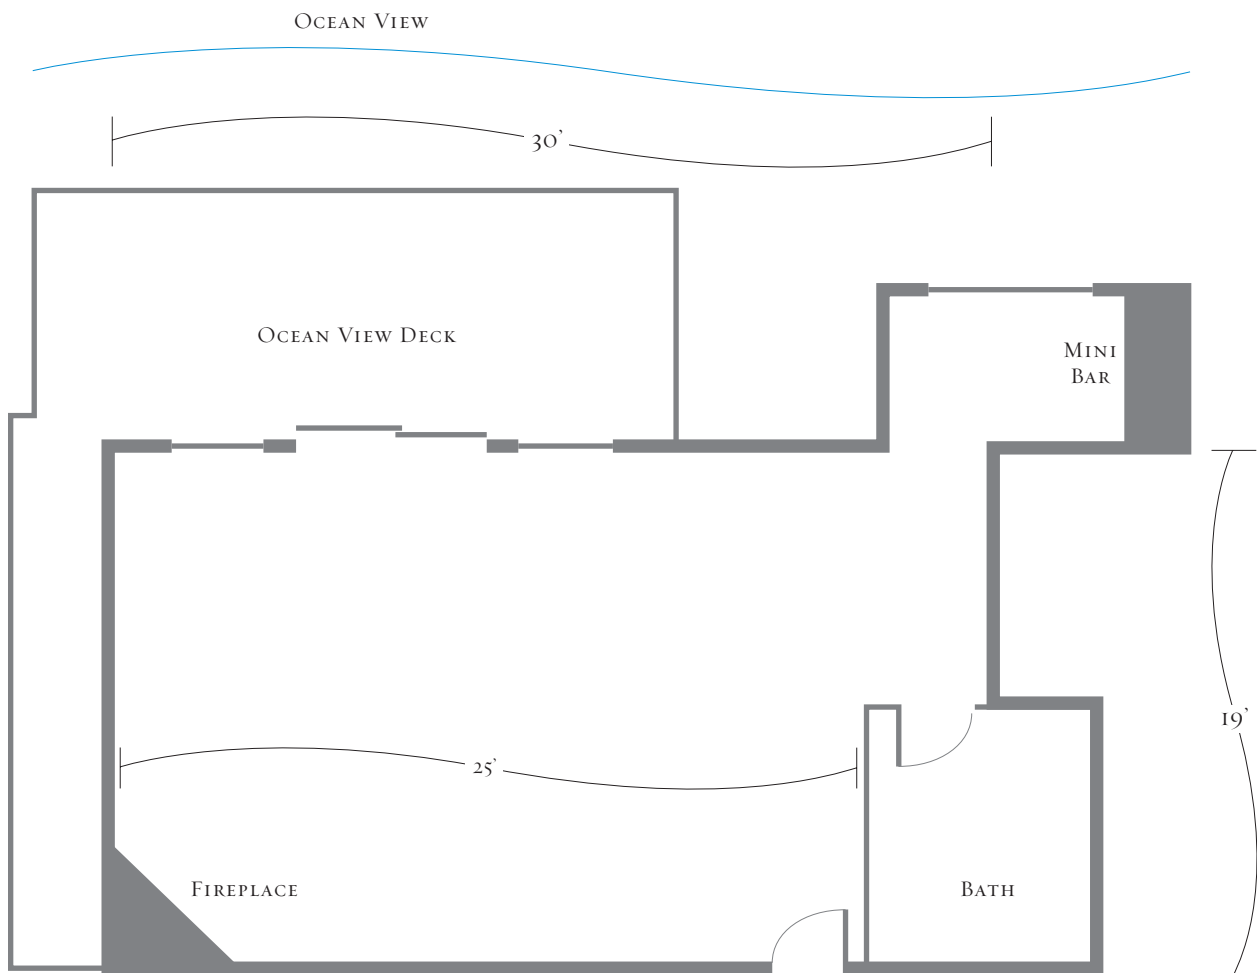 Ocean View
30'
Ocean View Deck
Mini
Bar
19'
25'
Fireplace
Bath